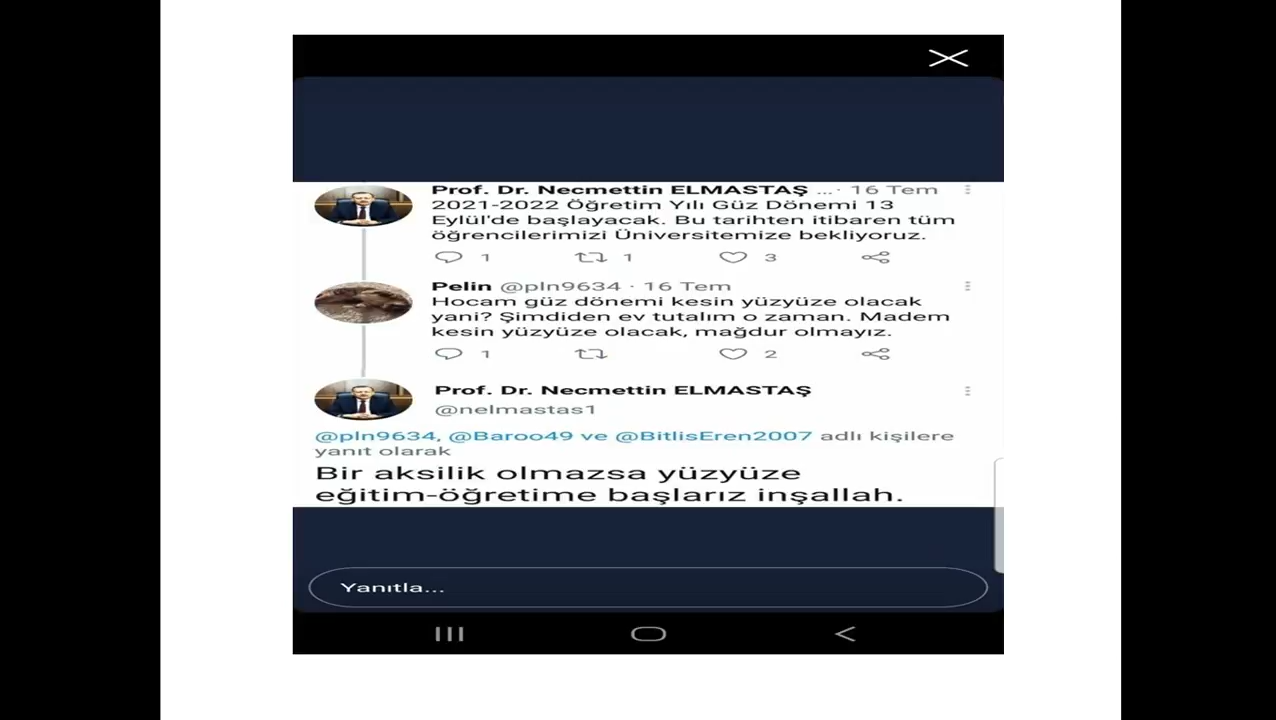 Prof. Dr. Necmettin ELMASTAŞ ... · 16 Tem
2021-2022 Öğretim Yılı Güz Dönemi 13
Eylül'de başlayacak. Bu tarihten itibaren tüm
öğrencilerimizi Üniversitemize bekliyoruz.
1 1 3
Pelin @pln9634 · 16 Tem
Hocam güz dönemi kesin yüzyüze olacak
yani? Şimdiden ev tutalım o zaman. Madem
kesin yüzyüze olacak, mağdur olmayız.
1 2
Prof. Dr. Necmettin ELMASTAŞ
@nelmastas1
@pln9634, @Baroo49 ve @BitlisEren2007 adlı kişilere
yanıt olarak
Bir aksilik olmazsa yüzyüze
eğitim-öğretime başlarız inşallah.
Yanıtla...